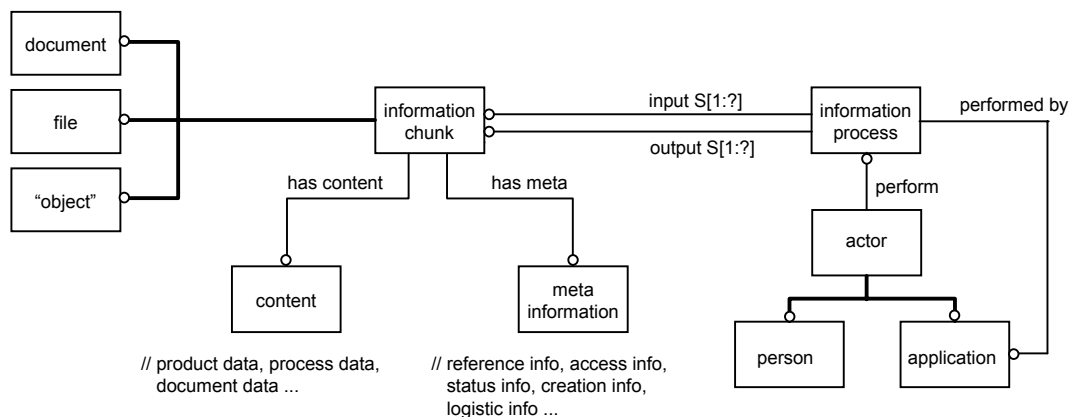 document
file
“object”
information
chunk
input S[1:?]
output S[1:?]
information
process
performed by
has content
has meta
perform
actor
content
meta
information
person
application
// product data, process data,
document data ...
// reference info, access info,
status info, creation info,
logistic info ...